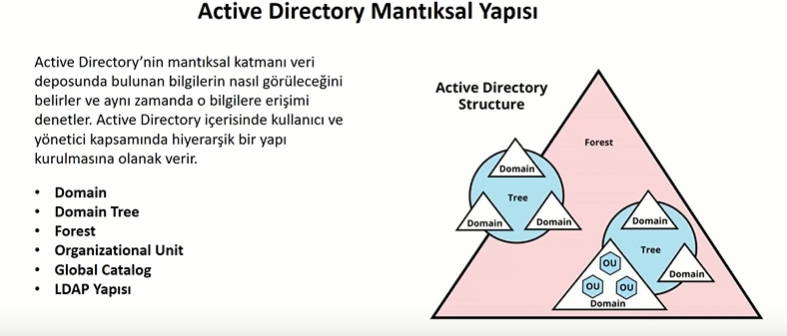 Active Directory Mantıksal Yapısı
Active Directory'nin mantıksal katmanı veri
deposunda bulunan bilgilerin nasıl görüleceğini
belirler ve aynı zamanda o bilgilere erişimi
denetler. Active Directory içerisinde kullanıcı ve
yönetici kapsamında hiyerarşik bir yapı
kurulmasına olanak verir.
• Domain
• Domain Tree
• Forest
• Organizational Unit
• Global Catalog
• LDAP Yapısı
Active Directory
Structure
Forest
Domain
Tree
Domain
Domain
Domain
Tree
OU
Domain
OU
OU
Domain